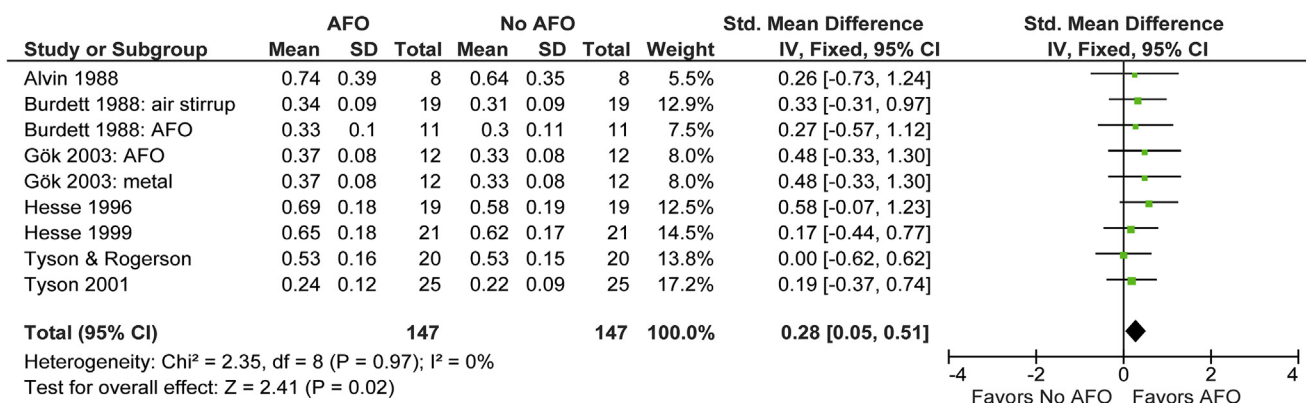 AFO No AFO Std. Mean Difference Std. Mean Difference
Study or Subgroup Mean SD Total Mean SD Total Weight IV, Fixed, 95% CI IV, Fixed, 95% CI
Alvin 1988 0.74 0.39 8 0.64 0.35 8 5.5% 0.26 [-0.73, 1.24]
Burdett 1988: air stirrup 0.34 0.09 19 0.31 0.09 19 12.9% 0.33 [-0.31, 0.97]
Burdett 1988: AFO 0.33 0.1 11 0.3 0.11 11 7.5% 0.27 [-0.57, 1.12]
Gök 2003: AFO 0.37 0.08 12 0.33 0.08 12 8.0% 0.48 [-0.33, 1.30]
Gök 2003: metal 0.37 0.08 12 0.33 0.08 12 8.0% 0.48 [-0.33, 1.30]
Hesse 1996 0.69 0.18 19 0.58 0.19 19 12.5% 0.58 [-0.07, 1.23]
Hesse 1999 0.65 0.18 21 0.62 0.17 21 14.5% 0.17 [-0.44, 0.77]
Tyson & Rogerson 0.53 0.16 20 0.53 0.15 20 13.8% 0.00 [-0.62, 0.62]
Tyson 2001 0.24 0.12 25 0.22 0.09 25 17.2% 0.19 [-0.37, 0.74]
Total (95% CI) 147 147 100.0% 0.28 [0.05, 0.51]
Heterogeneity: Chi² = 2.35, df = 8 (P = 0.97); I² = 0%
Test for overall effect: Z = 2.41 (P = 0.02)
-4 -2 0 2 4
Favors No AFO Favors AFO